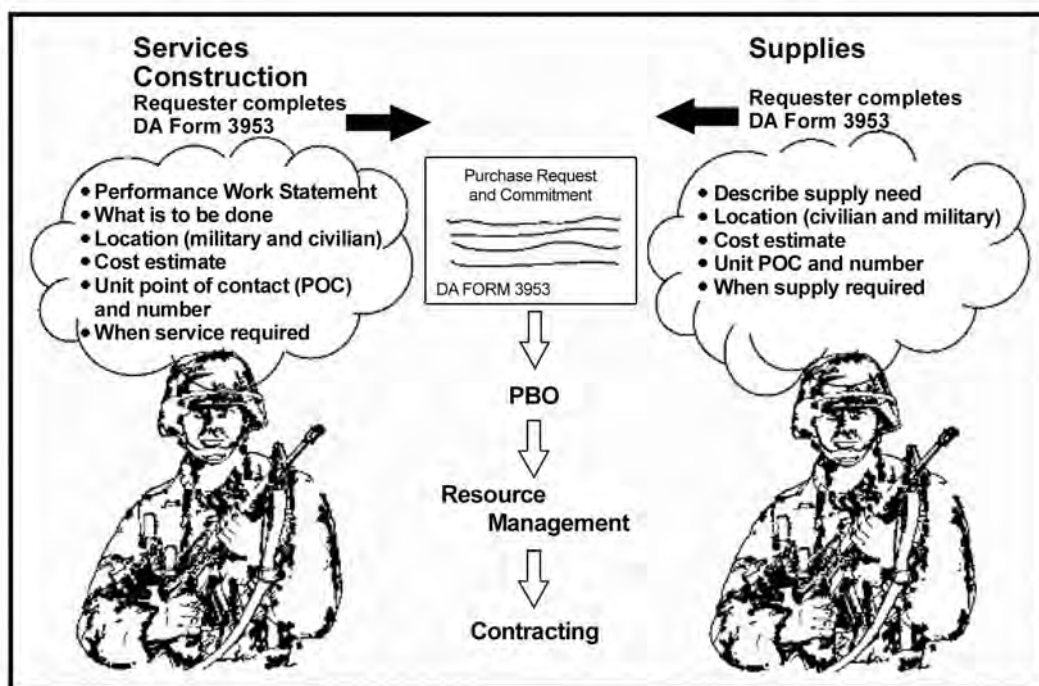 Services
Construction
Requester completes
DA Form 3953
• Performance Work Statement
• What is to be done
• Location (military and civilian)
• Cost estimate
• Unit point of contact (POC)
and number
• When service required
Purchase Request
and Commitment
DA FORM 3953
PBO
Resource
Management
Contracting
Supplies
Requester completes
DA Form 3953
• Describe supply need
• Location (civilian and military)
• Cost estimate
• Unit POC and number
• When supply required